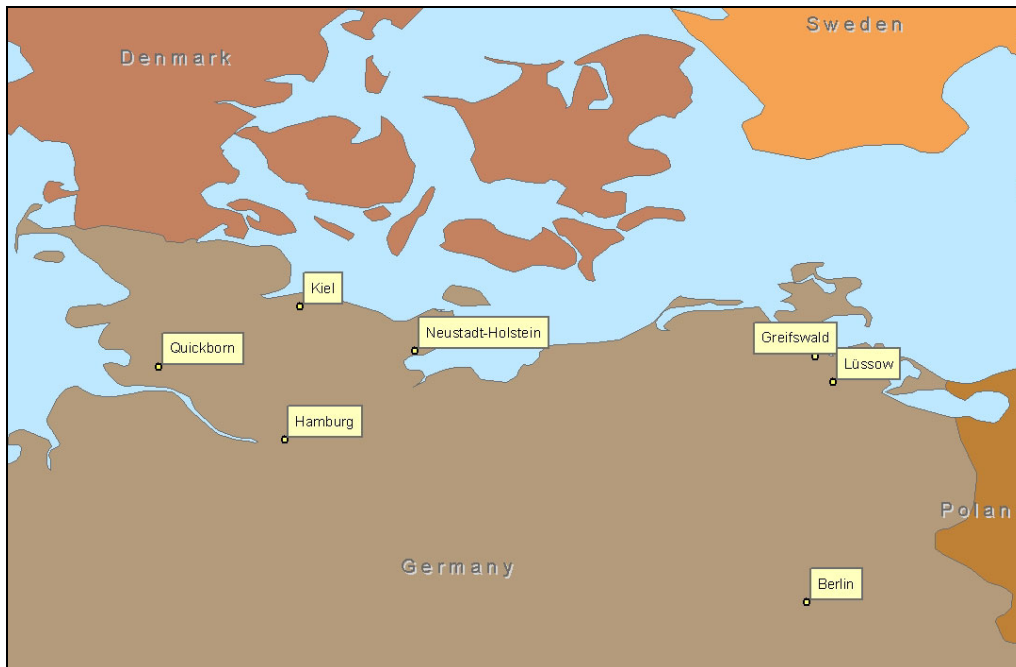 Sweden
Denmark
Kiel
Neustadt-Holstein
Quickborn
Greifswald
Lüssow
Hamburg
Polan
Germany
Berlin